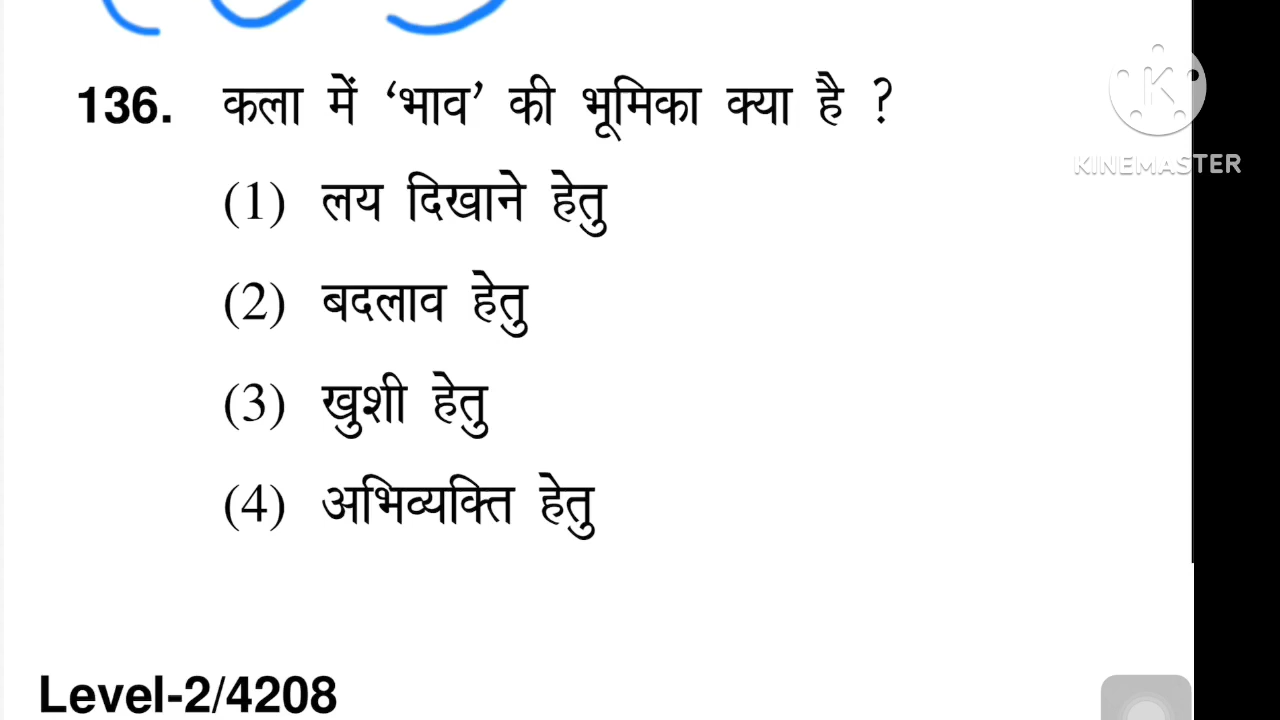 136. कला में ‘भाव’ की भूमिका क्या है ?
(1) लय दिखाने हेतु
(2) बदलाव हेतु
(3) खुशी हेतु
(4) अभिव्यक्ति हेतु
Level-2/4208
K
KINEMASTER